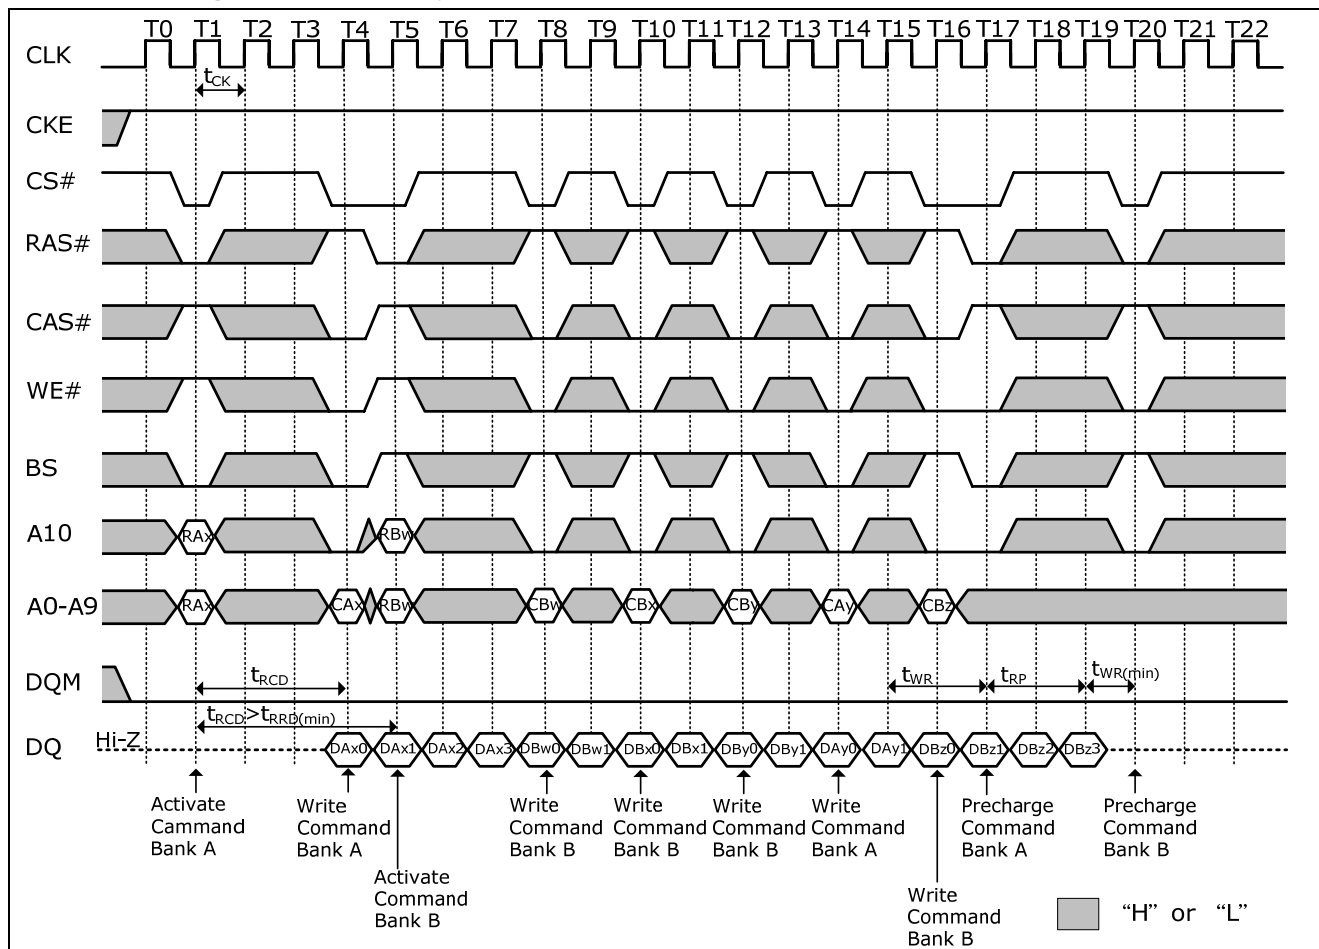 T0 T1 T2 T3 T4 T5 T6 T7 T8 T9 T10 T11 T12 T13 T14 T15 T16 T17 T18 T19 T20 T21 T22
CLK
tCK
CKE
CS#
RAS#
CAS#
WE#
BS
A10
RAx RBw
A0-A9
RAx CAx RBw CBw CBx CBy CAy CBz
DQM
tRCD tWR tRP tWR(min)
tRCD>tRRD(min)
DQ
Hi-Z
DAx0 DAx1 DAx2 DAx3 DBw0 DBw1 DBx0 DBx1 DBy0 DBy1 DAy0 DAy1 DBz0 DBz1 DBz2 DBz3
Activate
Cammand
Bank A
Write
Command
Bank A
Activate
Command
Bank B
Write
Command
Bank B
Write
Command
Bank B
Write
Command
Bank B
Write
Command
Bank A
Write
Command
Bank B
Precharge
Command
Bank A
Precharge
Command
Bank B
“H” or “L”